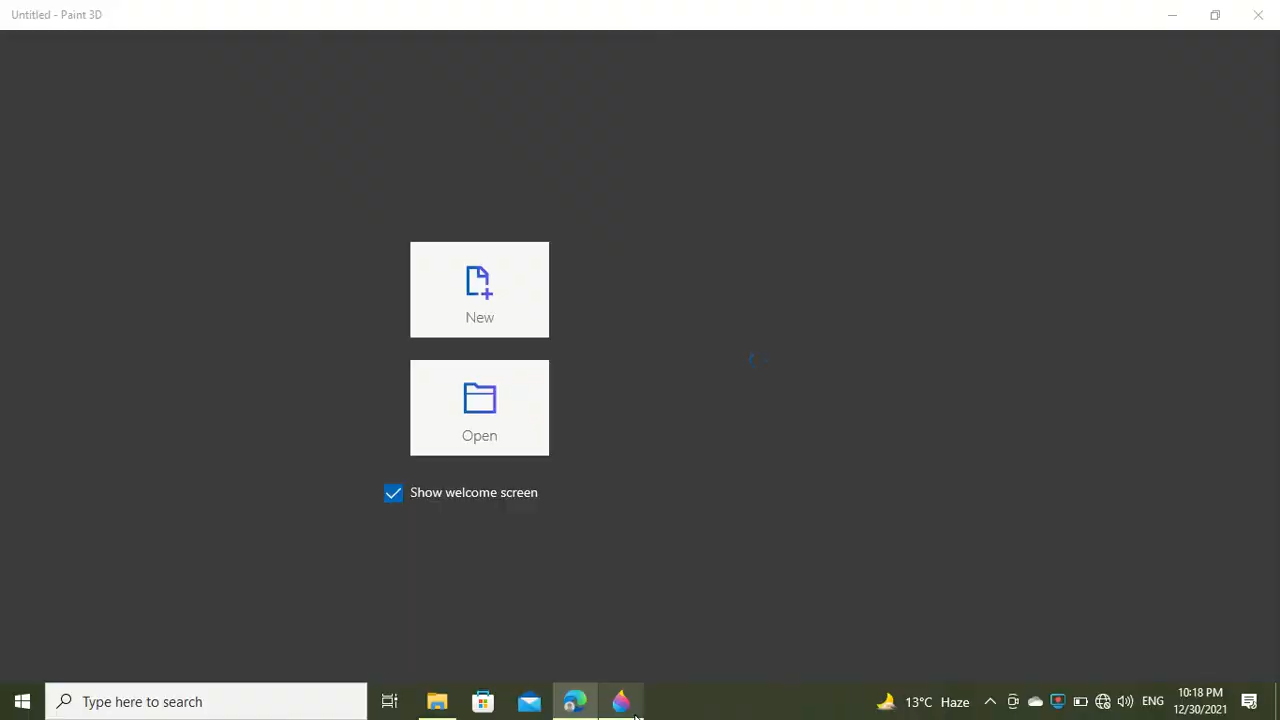 Untitled - Paint 3D
New
Open
Show welcome screen
Type here to search
13°C Haze
ENG
10:18 PM
12/30/2021